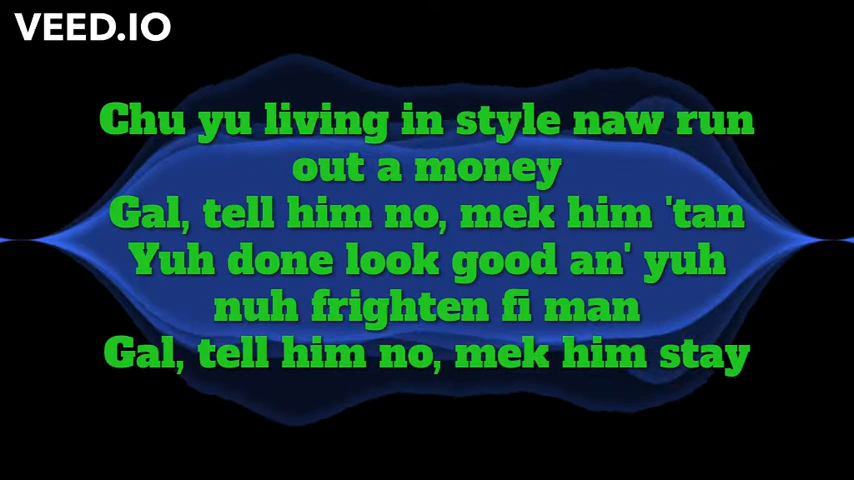 VEED.IO
Chu yu living in style naw run
out a money
Gal, tell him no, mek him 'tan
Yuh done look good an' yuh
nuh frighten fi man
Gal, tell him no, mek him stay